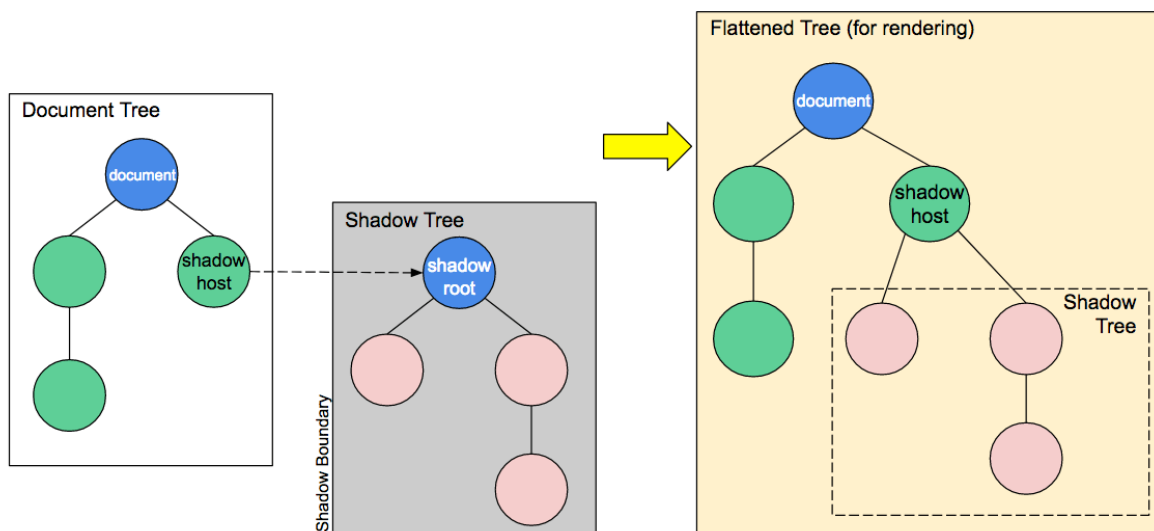 Document Tree
document
shadow
host
Shadow Tree
shadow
root
Shadow Boundary
Flattened Tree (for rendering)
document
shadow
host
Shadow
Tree